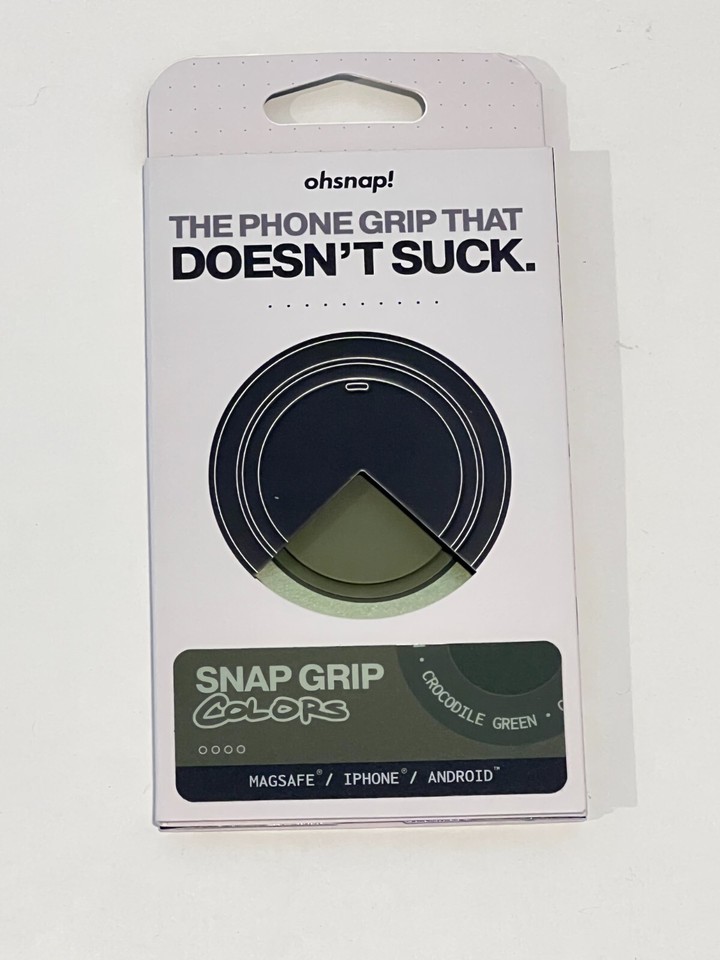 ohsnap!
THE PHONE GRIP THAT
DOESN'T SUCK.
SNAP GRIP
COLORS
CROCODILE GREEN
MAGSAFE® / IPHONE® / ANDROID™